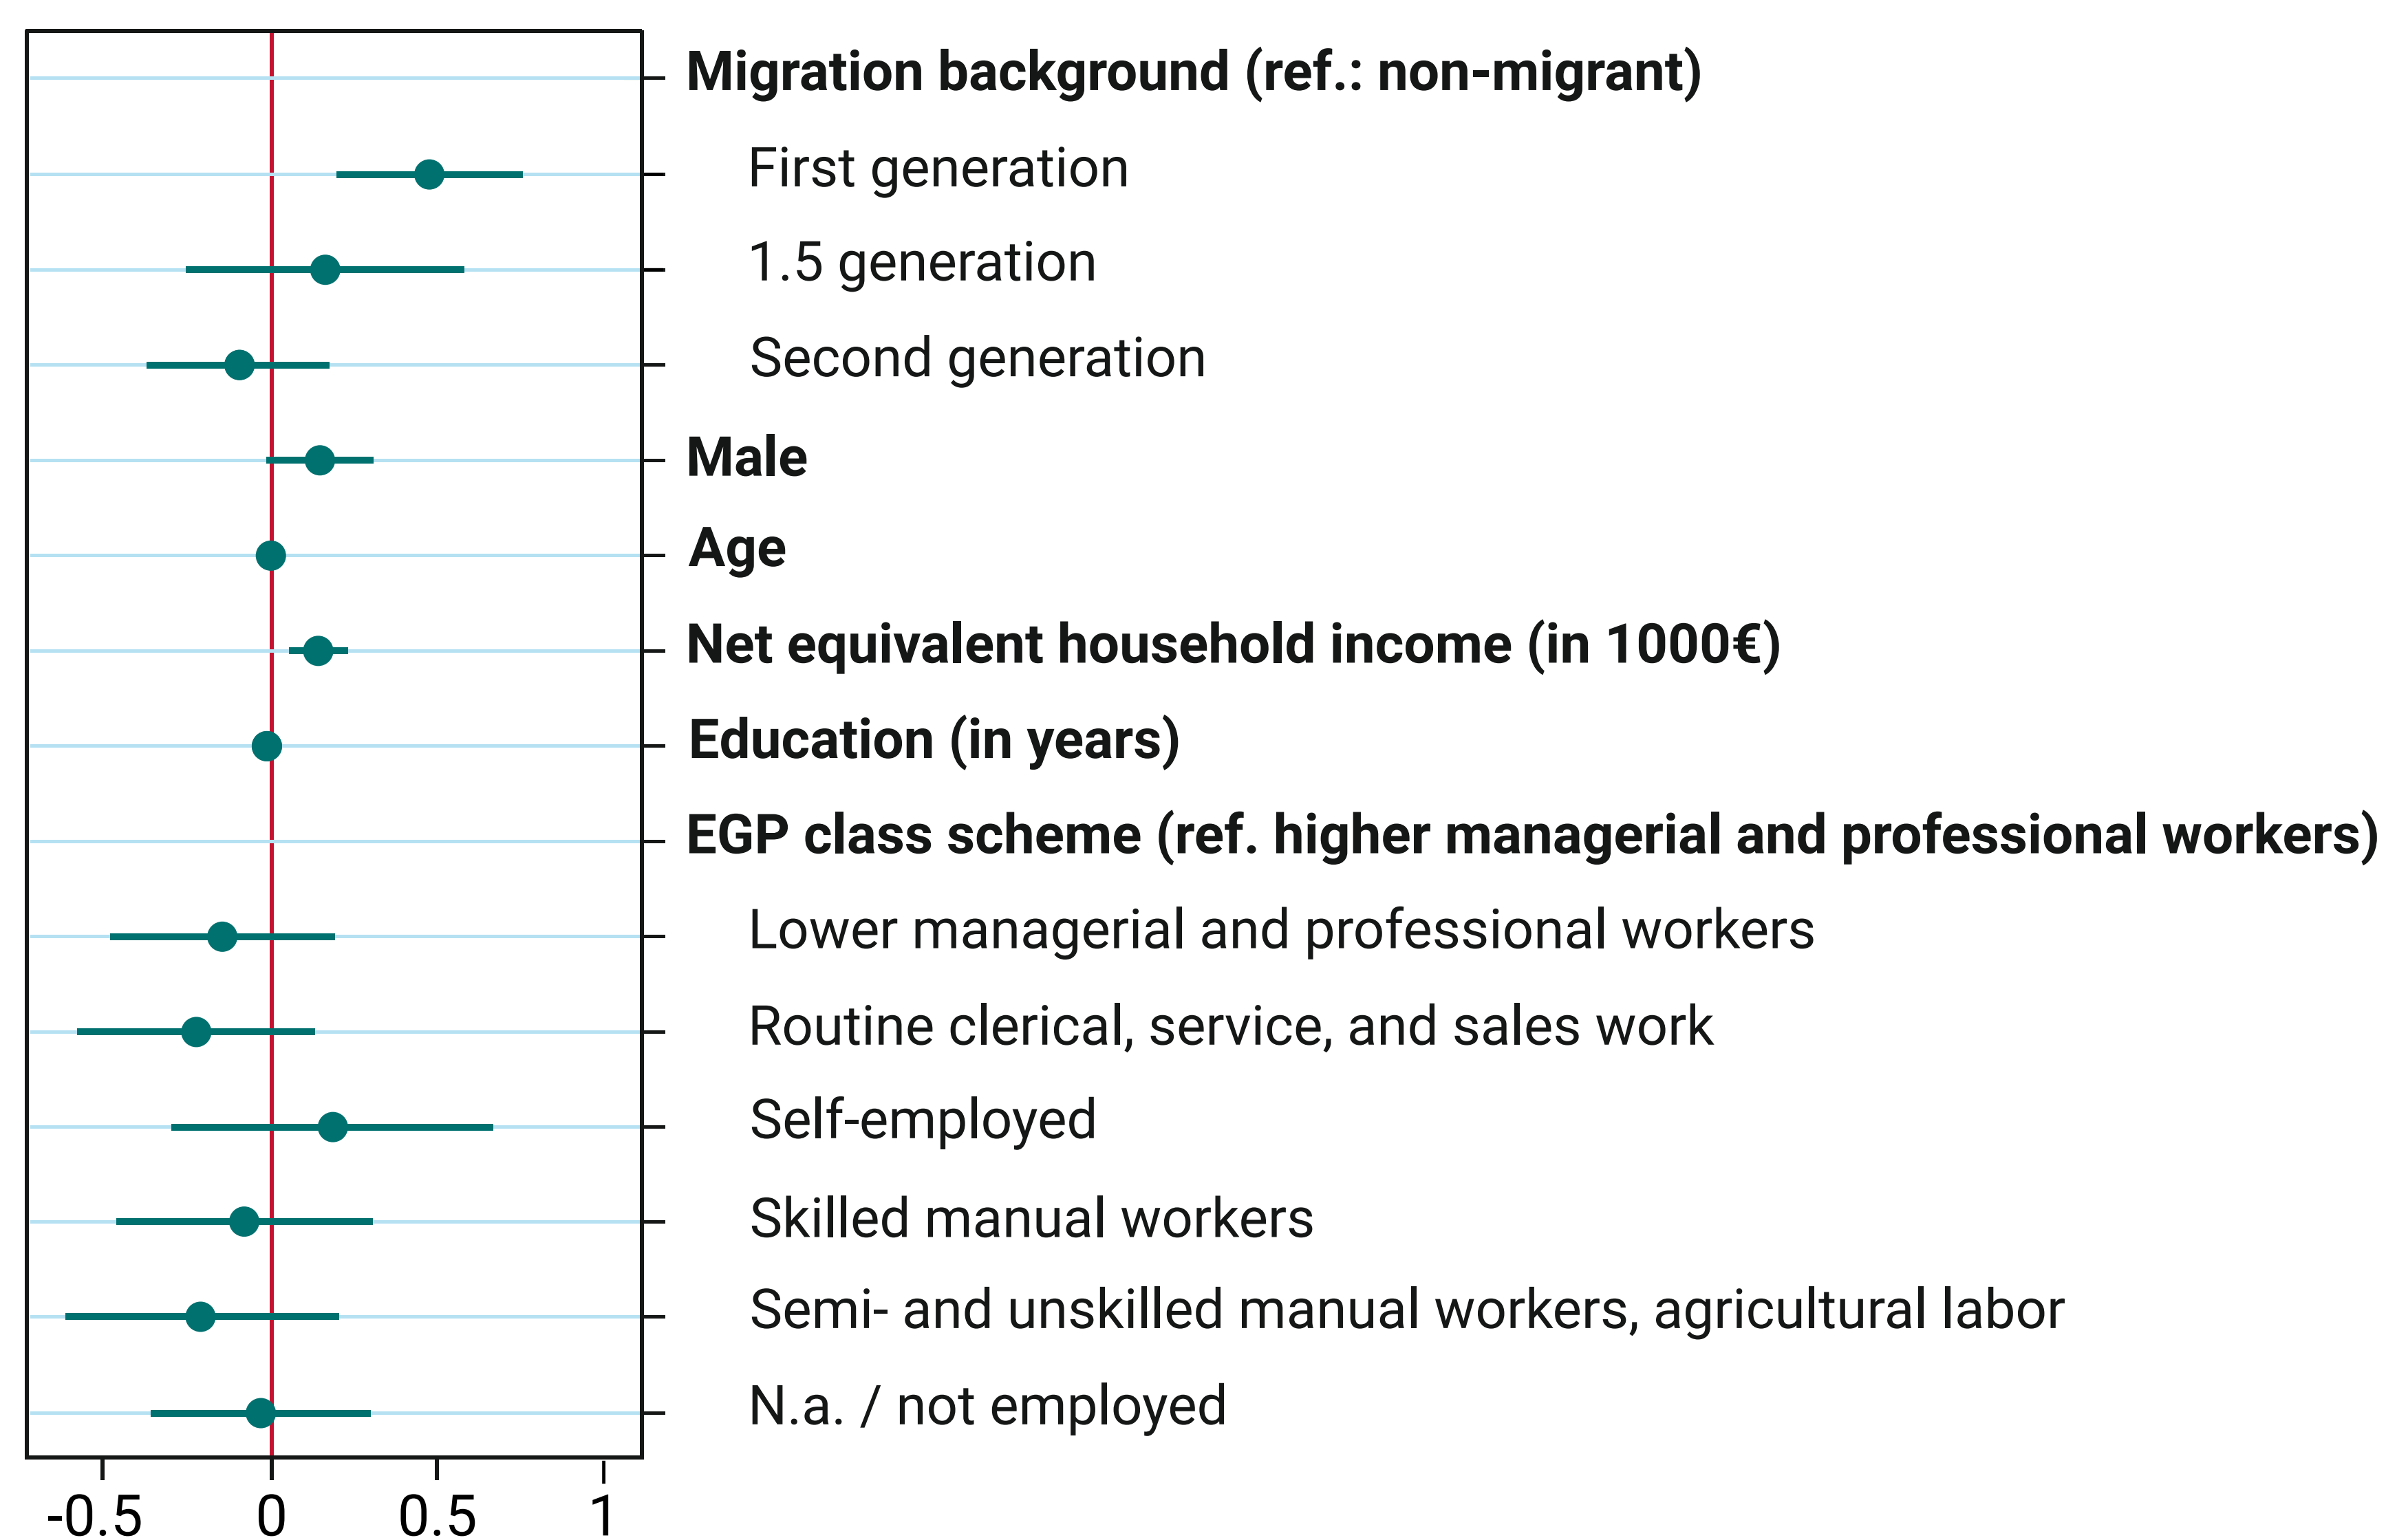 Migration background (ref.: non-migrant)
First generation
1.5 generation
Second generation
Male
Age
Net equivalent household income (in 1000€)
Education (in years)
EGP class scheme (ref. higher managerial and professional workers)
Lower managerial and professional workers
Routine clerical, service, and sales work
Self-employed
Skilled manual workers
Semi- and unskilled manual workers, agricultural labor
N.a. / not employed
-0.5 0 0.5 1